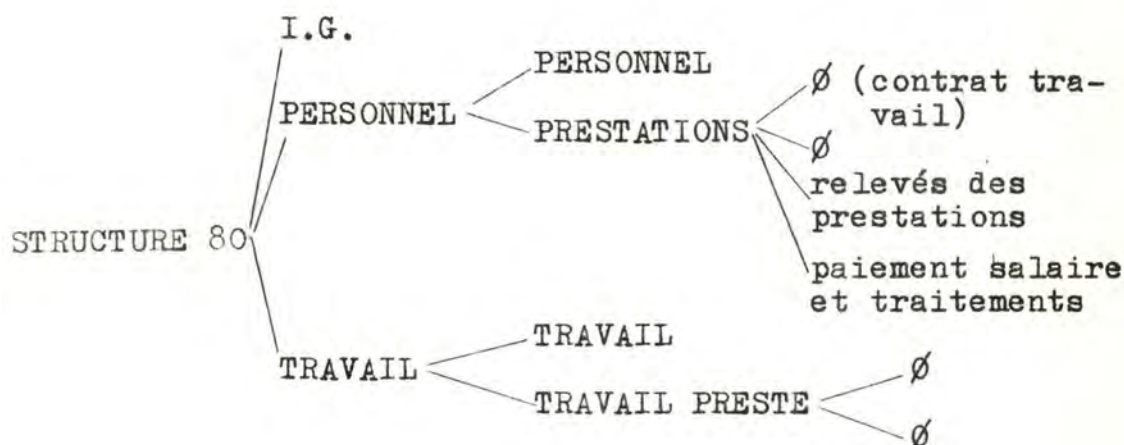 I.G.
PERSONNEL
Ø (contrat tra-
vail)
PERSONNEL
PRESTATIONS
Ø
relevés des
prestations
STRUCTURE 80
paiement salaire
et traitements
TRAVAIL
TRAVAIL
Ø
TRAVAIL PRESTE
Ø